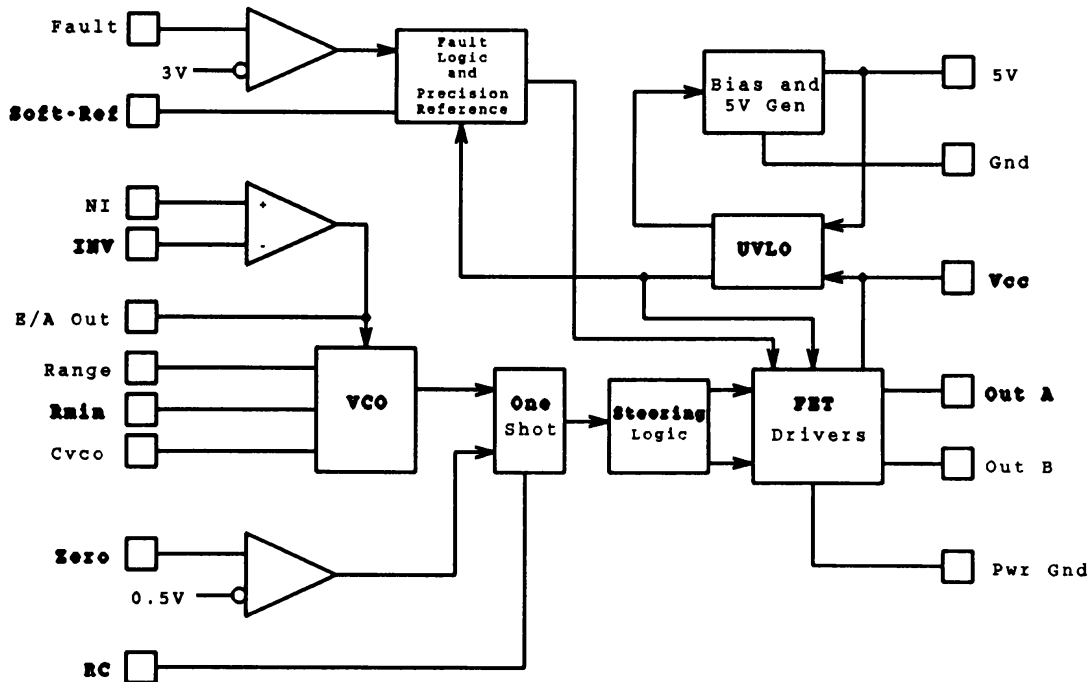 Fault
3V
Soft-Ref
Fault
Logic
and
Precision
Reference
Bias and
5V Gen
5V
Gnd
NI
+
INV
-
UVLO
Vcc
E/A Out
Range
Rmin
Cvco
VCO
One
Shot
Steering
Logic
FET
Drivers
Out A
Out B
Zero
0.5V
Pwr Gnd
RC